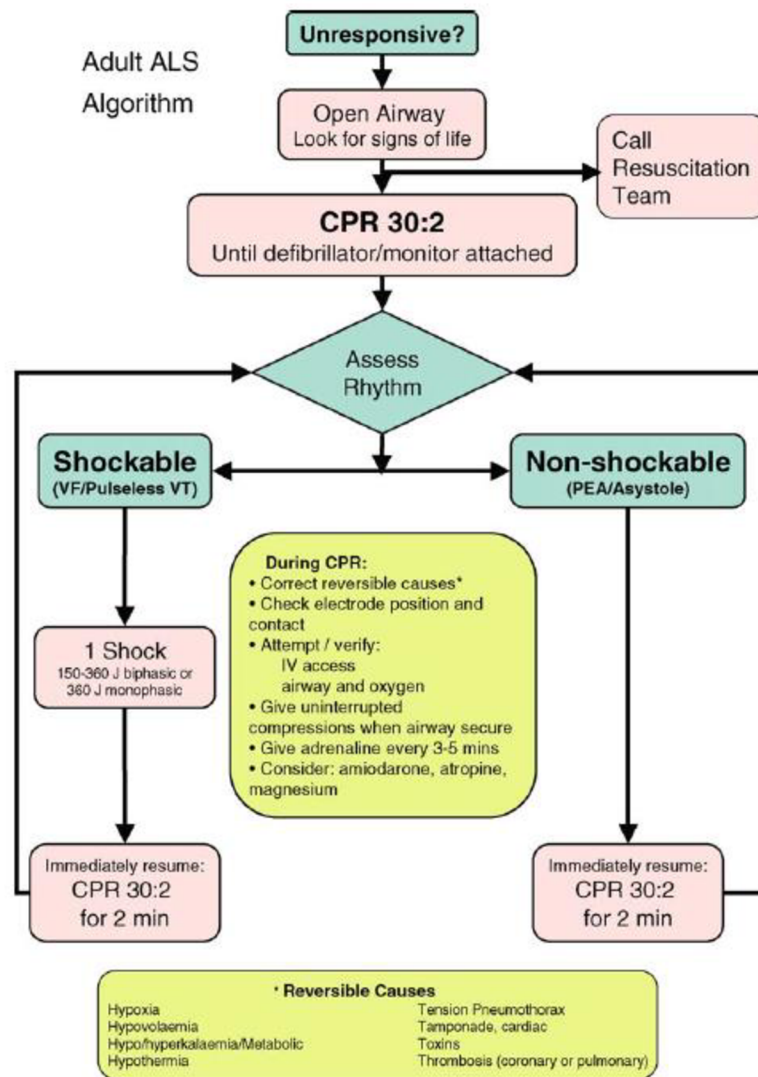 Unresponsive?
Adult ALS
Algorithm
Open Airway
Look for signs of life
Call
Resuscitation
Team
CPR 30:2
Until defibrillator/monitor attached
Assess
Rhythm
Shockable
(VF/Pulseless VT)
Non-shockable
(PEA/Asystole)
During CPR:
• Correct reversible causes*
• Check electrode position and
contact
• Attempt / verify:
IV access
airway and oxygen
• Give uninterrupted
compressions when airway secure
• Give adrenaline every 3-5 mins
• Consider: amiodarone, atropine,
magnesium
1 Shock
150-360 J biphasic or
360 J monophasic
Immediately resume:
CPR 30:2
for 2 min
Immediately resume:
CPR 30:2
for 2 min
* Reversible Causes
Hypoxia
Hypovolaemia
Hypo/hyperkalaemia/Metabolic
Hypothermia
Tension Pneumothorax
Tamponade, cardiac
Toxins
Thrombosis (coronary or pulmonary)